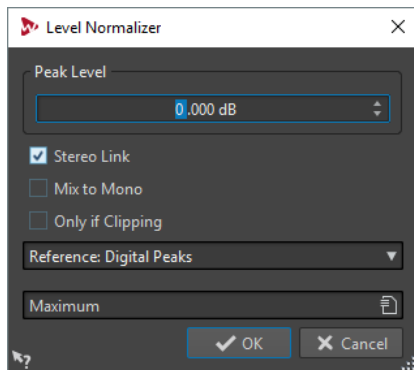 Level Normalizer
Peak Level
0.000 dB
Stereo Link
Mix to Mono
Only if Clipping
Reference: Digital Peaks
Maximum
OK
Cancel
?